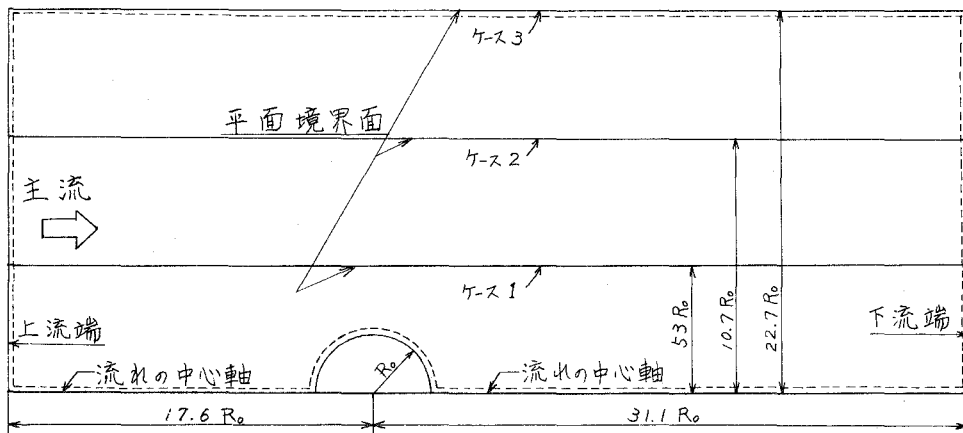 ケース3
平面境界面
ケース2
主流
ケース1
上流端
下流端
流れの中心軸
R₀
流れの中心軸
53 R₀
10.7 R₀
22.7 R₀
17.6 R₀
31.1 R₀